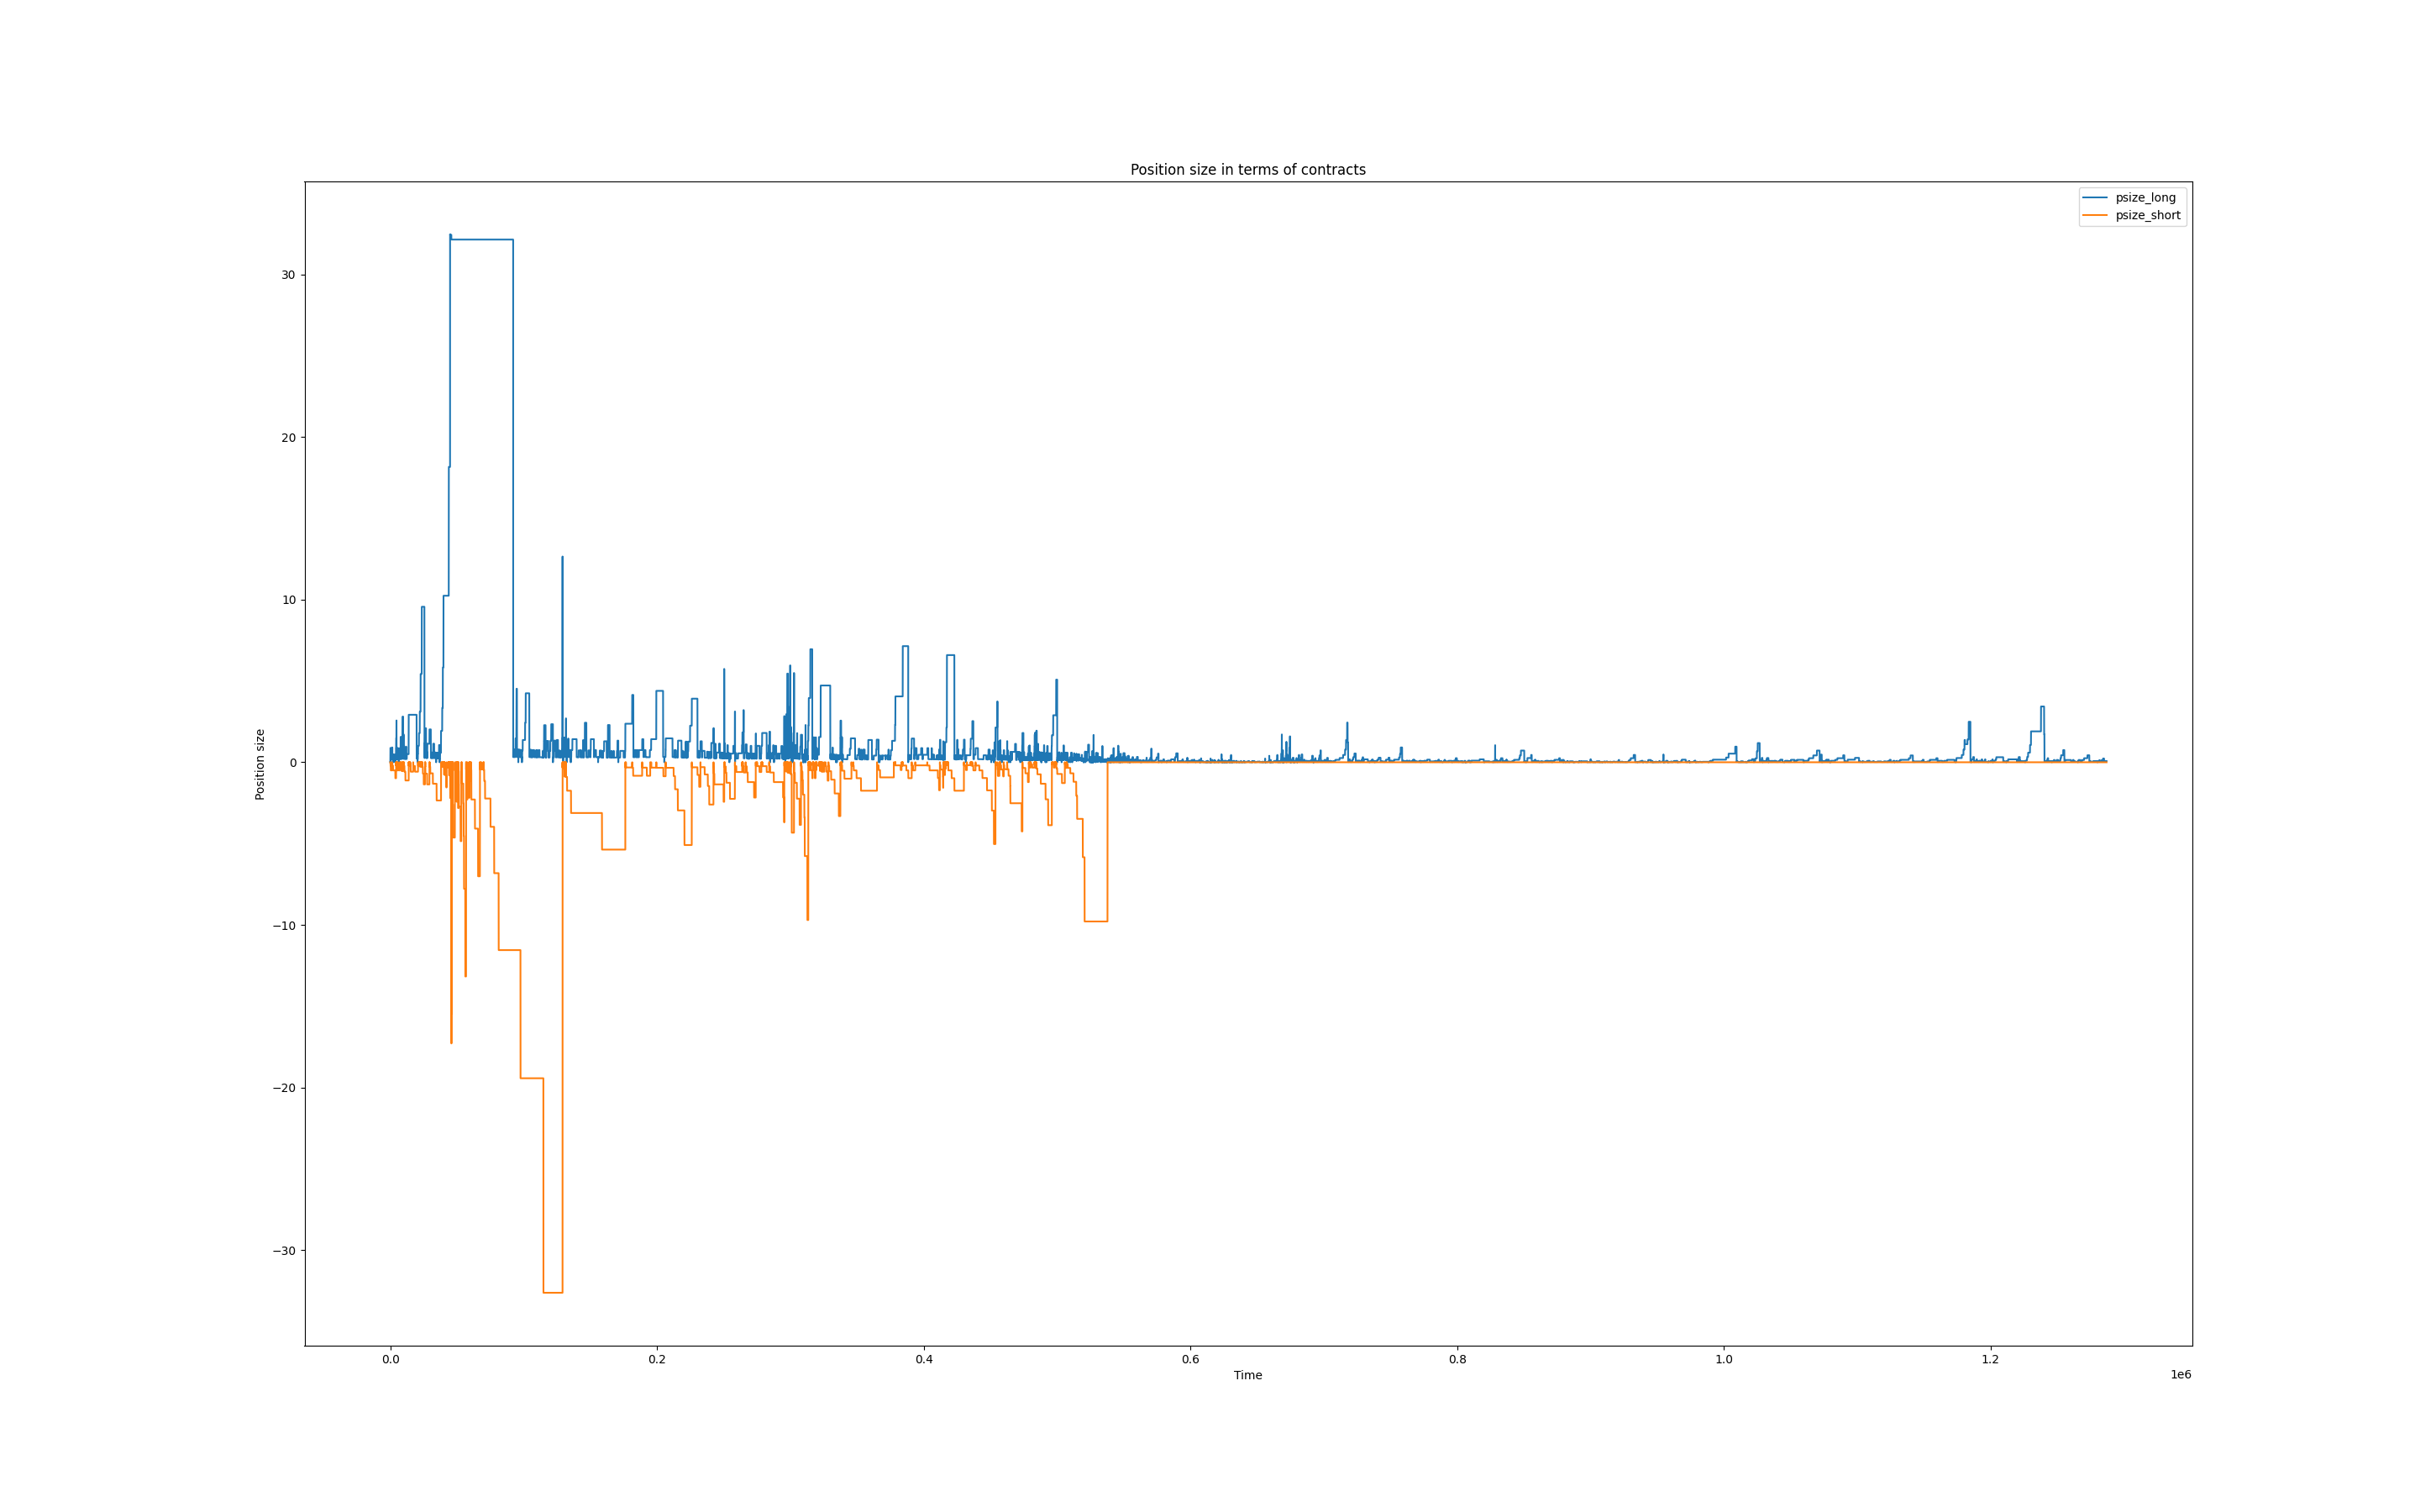 Position size in terms of contracts
psize_long
psize_short
Position size
30
20
10
0
−10
−20
−30
0.0
0.2
0.4
0.6
0.8
1.0
1.2
1e6
Time